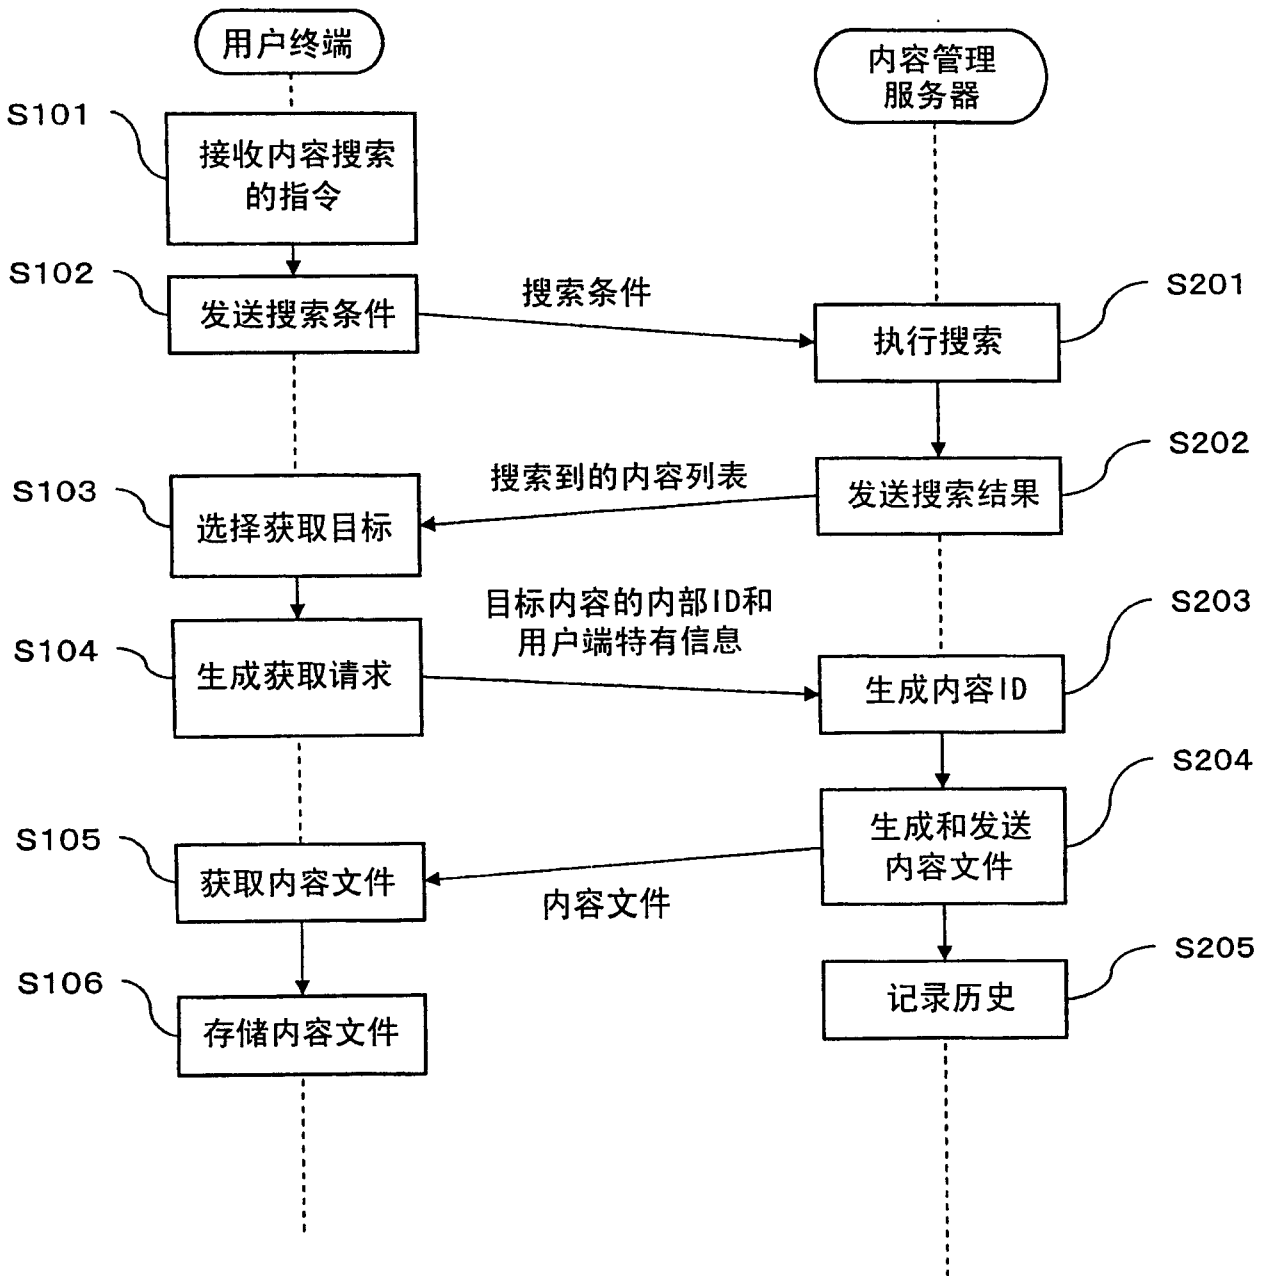 用户终端
内容管理
服务器
S101
接收内容搜索
的指令
S102
发送搜索条件
搜索条件
S201
执行搜索
S202
发送搜索结果
搜索到的内容列表
S103
选择获取目标
目标内容的内部ID和
用户端特有信息
S104
生成获取请求
S203
生成内容ID
S204
生成和发送
内容文件
S105
获取内容文件
内容文件
S205
记录历史
S106
存储内容文件